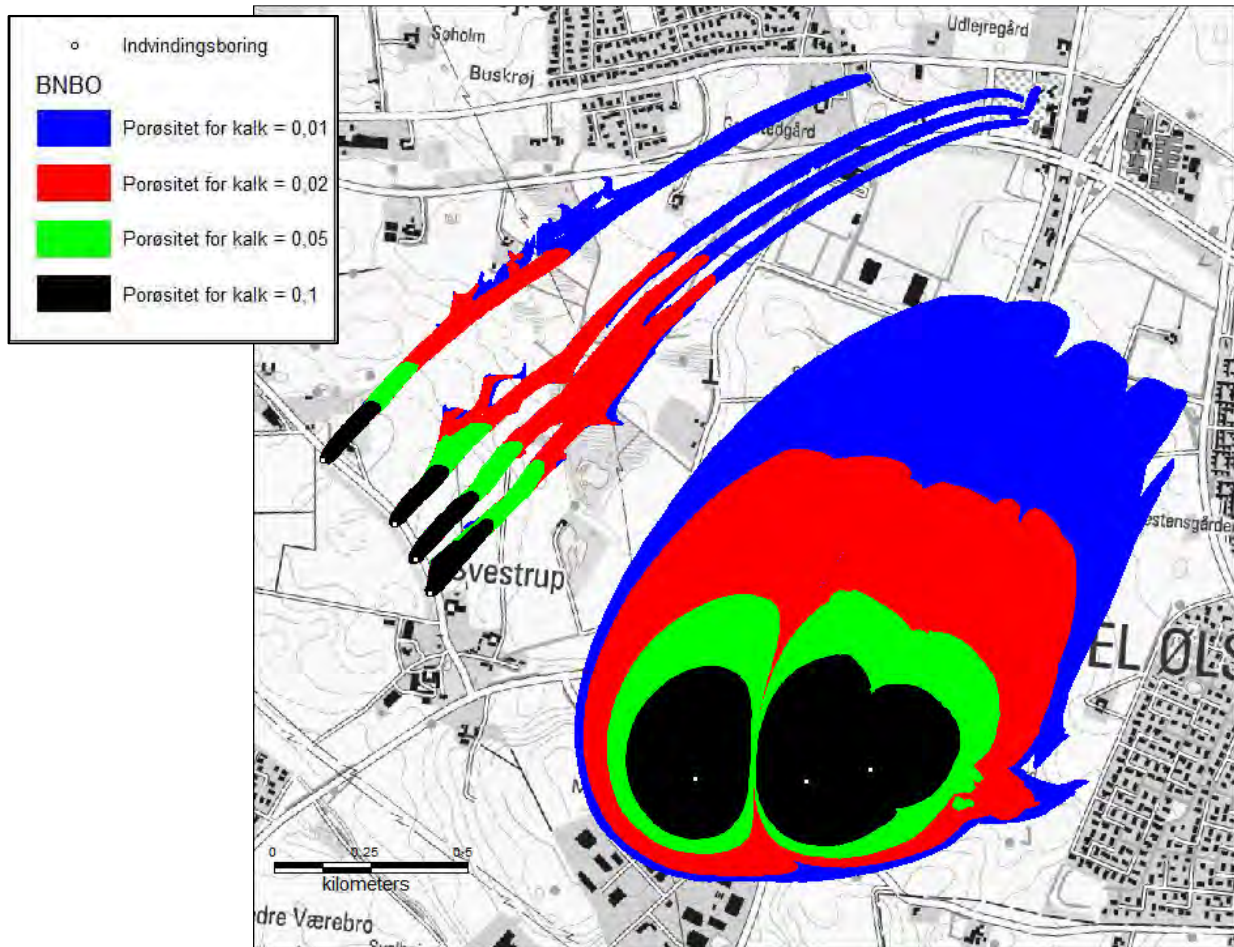 Indvindingsboring
BNBO
Porøsitet for kalk = 0.01
Porøsitet for kalk = 0.02
Porøsitet for kalk = 0.05
Porøsitet for kalk = 0.1
Søholm
Buskrøj
Udlejregård
Svestrup
EL ØLS
0 0.25 0.5
kilometers
dre Værebro